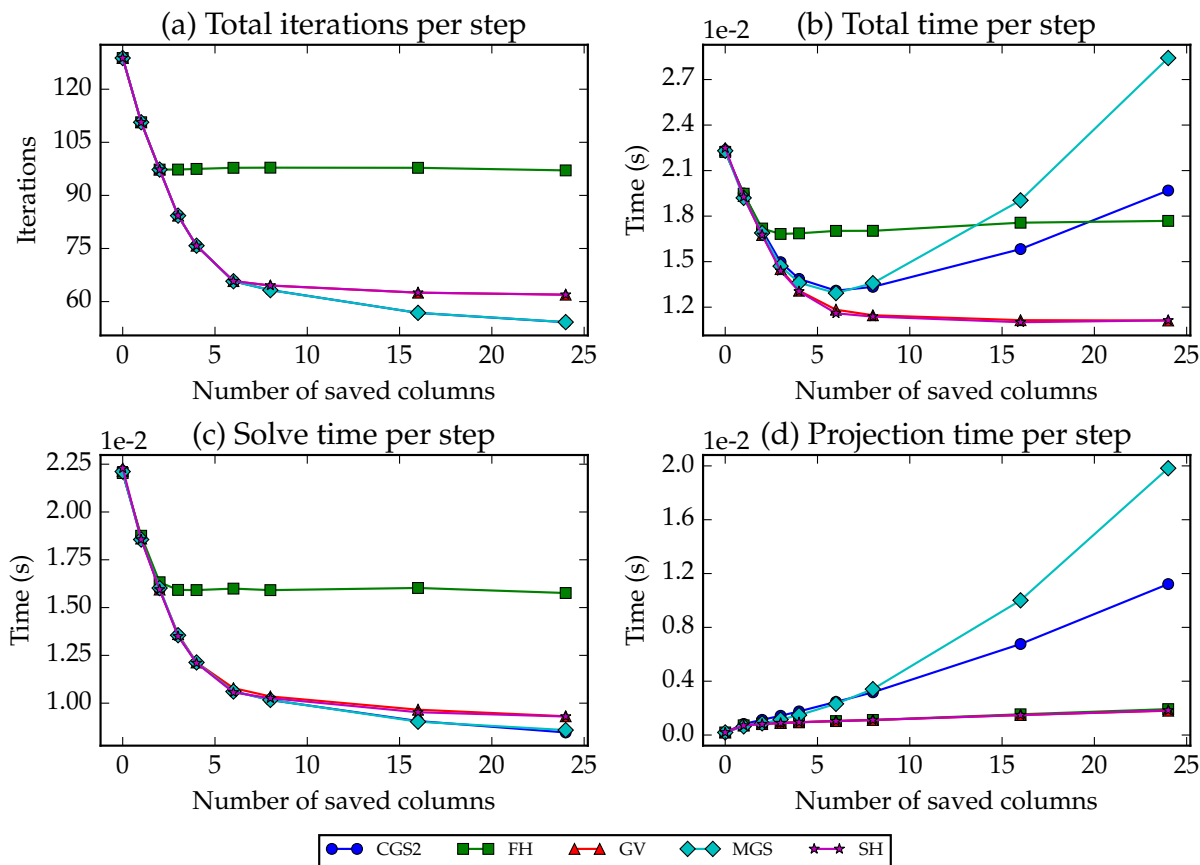 (a) Total iterations per step
120
105
90
75
60
Iterations
0 5 10 15 20 25
Number of saved columns
(b) Total time per step
1e-2
2.7
2.4
2.1
1.8
1.5
1.2
Time (s)
0 5 10 15 20 25
Number of saved columns
(c) Solve time per step
1e-2
2.25
2.00
1.75
1.50
1.25
1.00
Time (s)
0 5 10 15 20 25
Number of saved columns
(d) Projection time per step
1e-2
2.0
1.6
1.2
0.8
0.4
0.0
Time (s)
0 5 10 15 20 25
Number of saved columns
CGS2 FH GV MGS SH